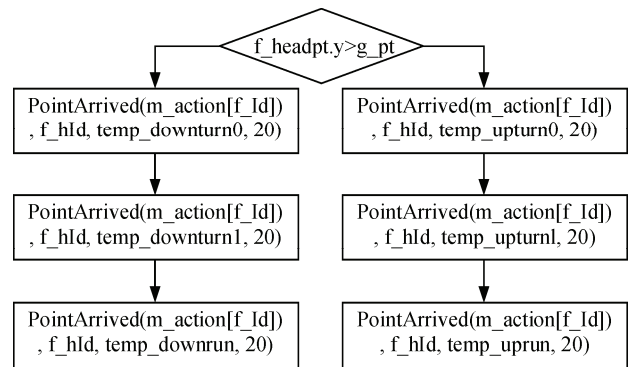 f_headpt.y>g_pt
PointArrived(m_action[f_Id])
, f_hId, temp_downturn0, 20)
PointArrived(m_action[f_Id])
, f_hId, temp_upturn0, 20)
PointArrived(m_action[f_Id])
, f_hId, temp_downturn1, 20)
PointArrived(m_action[f_Id])
, f_hId, temp_upturnl, 20)
PointArrived(m_action[f_Id])
, f_hId, temp_downrun, 20)
PointArrived(m_action[f_Id])
, f_hId, temp_uprun, 20)